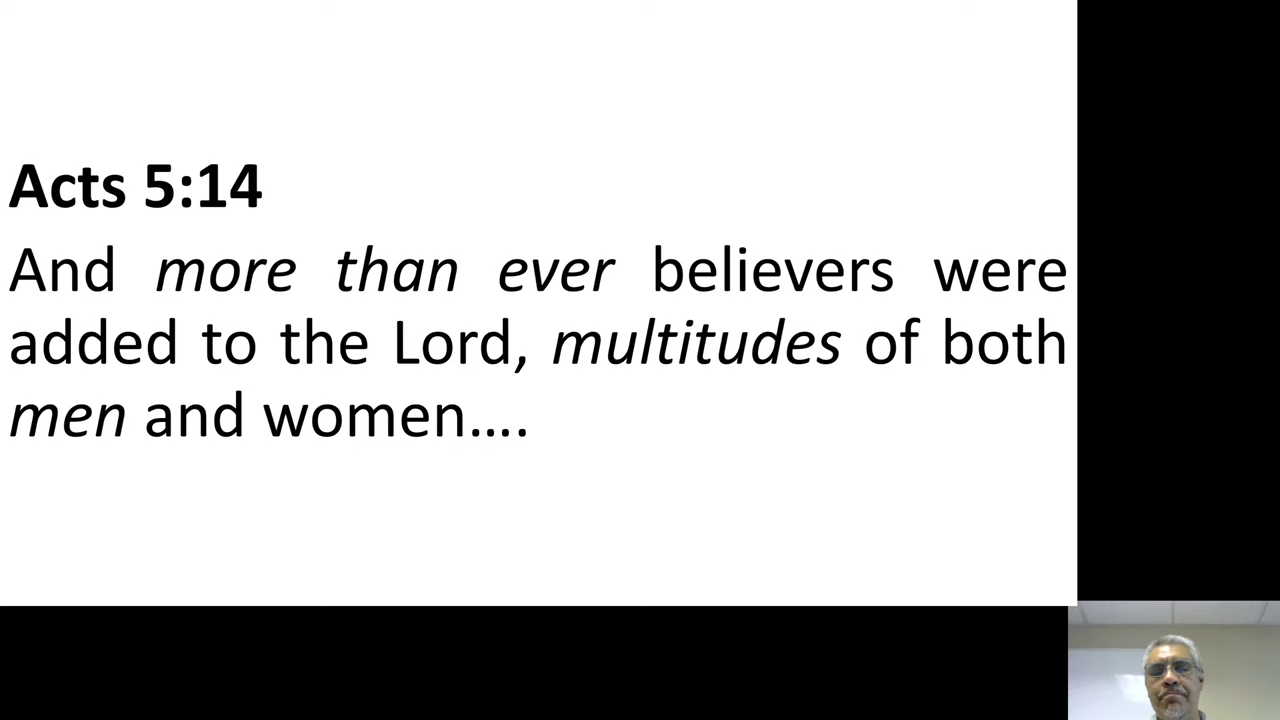 Acts 5:14
And more than ever believers were
added to the Lord, multitudes of both
men and women….